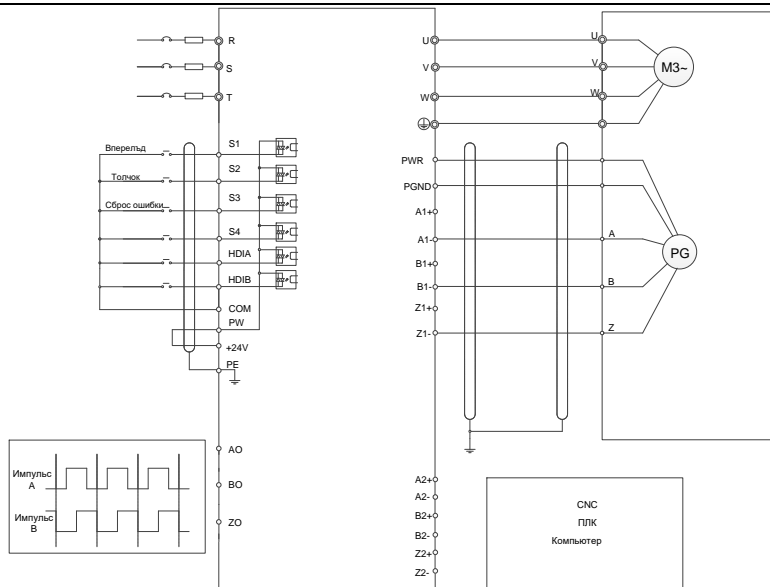 R
S
T
Вперелъд
Толчок
Сброс ошибки
S1
S2
S3
S4
HDIA
HDIB
COM
PW
+24V
PE
AO
BO
ZO
Импульс
A
Импульс
B
U
V
W
PWR
PGND
A1+
A1-
B1+
B1-
Z1+
Z1-
A2+
A2-
B2+
B2-
Z2+
Z2-
U
V
W
M3~
A
B
Z
PG
CNC
ПЛК
Компьютер